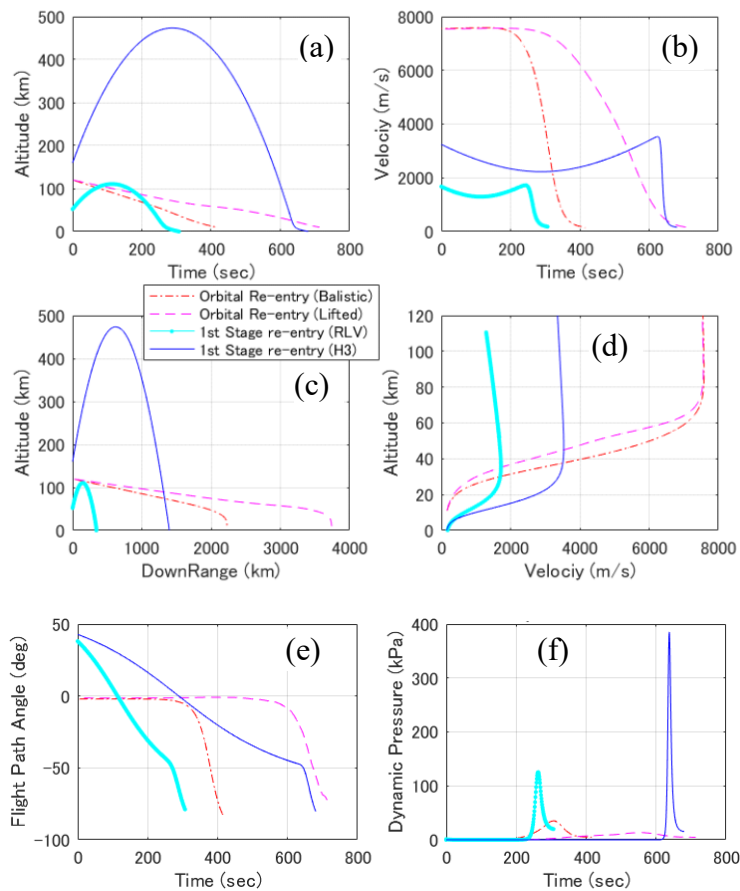 500
400
300
200
100
0
0 200 400 600 800
Altitude (km)
Time (sec)
(a)
8000
6000
4000
2000
0
0 200 400 600 800
Velociy (m/s)
Time (sec)
(b)
Orbital Re-entry (Balistic)
Orbital Re-entry (Lifted)
1st Stage re-entry (RLV)
1st Stage re-entry (H3)
500
400
300
200
100
0
0 1000 2000 3000 4000
Altitude (km)
DownRange (km)
(c)
120
100
80
60
40
20
0
0 2000 4000 6000 8000
Altitude (km)
Velociy (m/s)
(d)
50
0
-50
-100
0 200 400 600 800
Flight Path Angle (deg)
Time (sec)
(e)
400
300
200
100
0
0 200 400 600 800
Dynamic Pressure (kPa)
Time (sec)
(f)